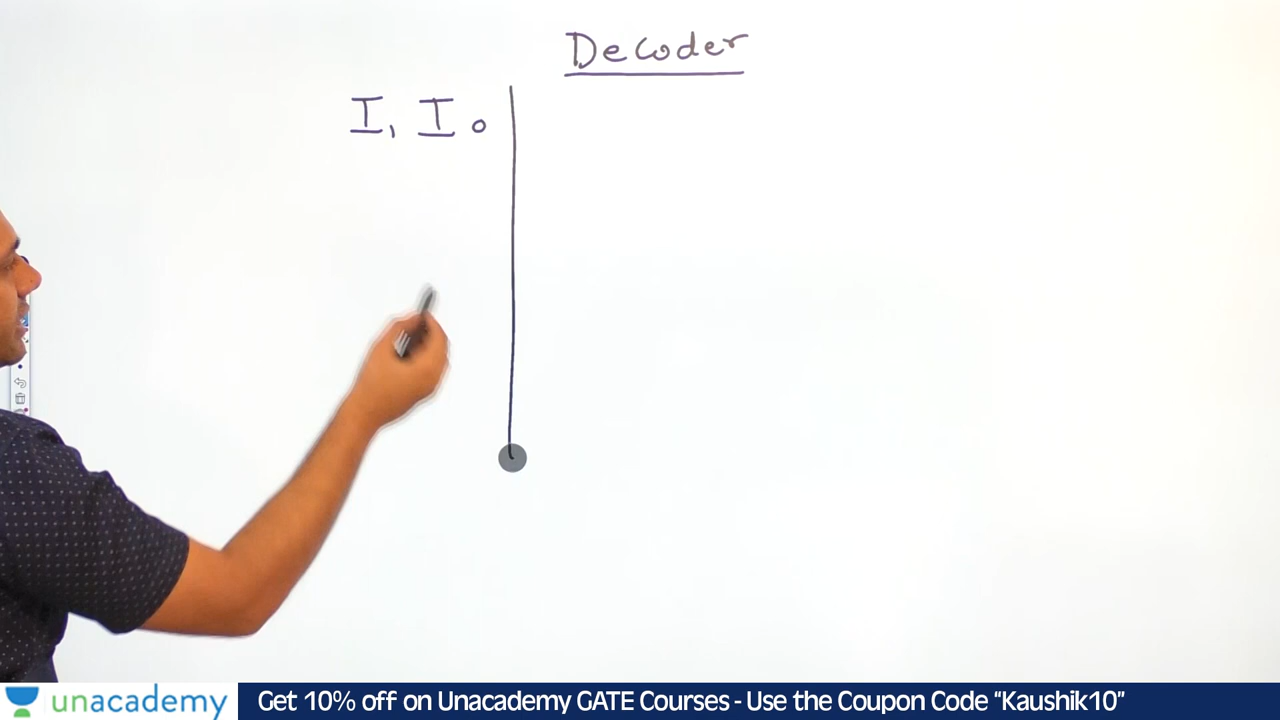 Decoder
I₁ I₀
unacademy
Get 10% off on Unacademy GATE Courses - Use the Coupon Code “Kaushik10”